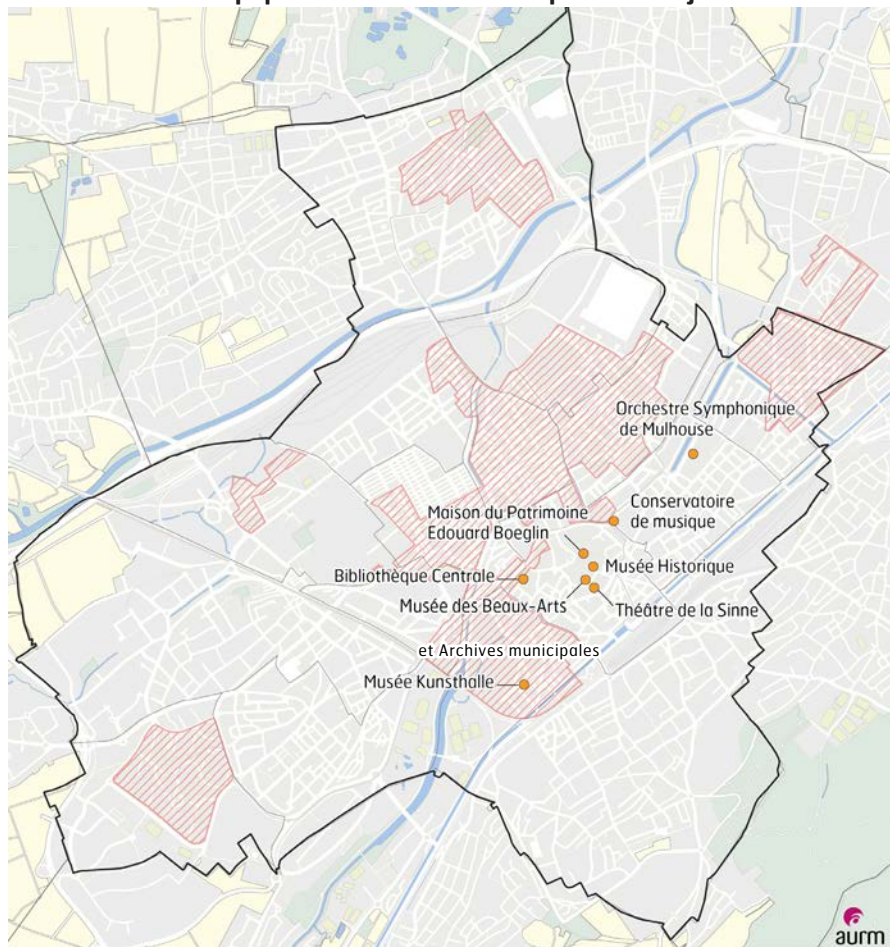 Orchestre Symphonique
de Mulhouse
Conservatoire
de musique
Maison du Patrimoine
Edouard Boeglin
Musée Historique
Bibliothèque Centrale
Musée des Beaux-Arts
Théâtre de la Sinne
et Archives municipales
Musée Kunsthalle
aurm